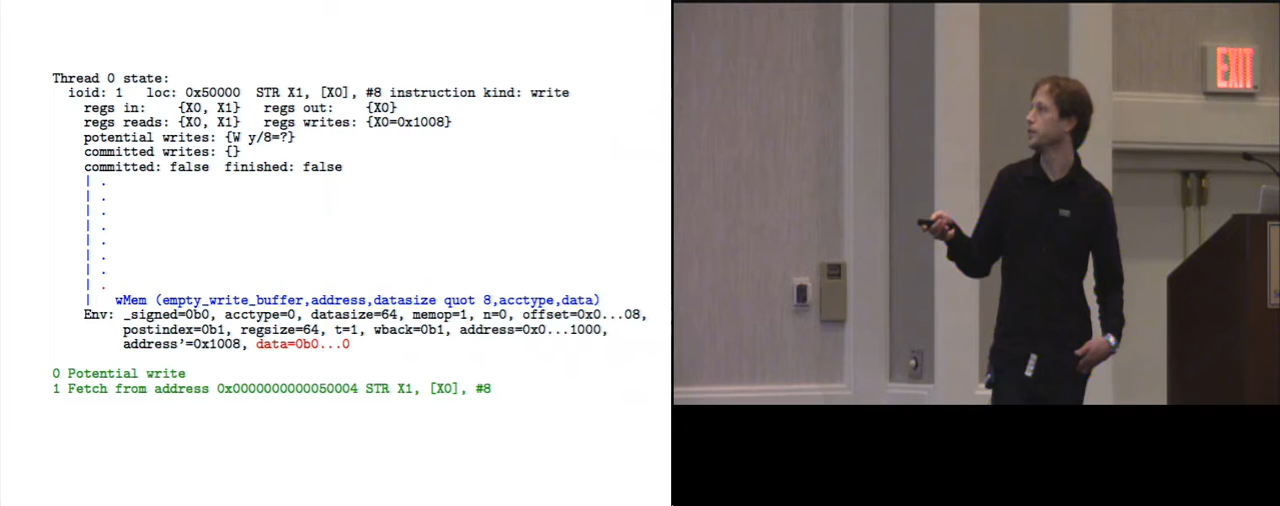 Thread 0 state:
ioid: 1 loc: 0x50000 STR X1, [X0], #8 instruction kind: write
regs in: {X0, X1} regs out: {X0}
regs reads: {X0, X1} regs writes: {X0=0x1008}
potential writes: {W y/8=?}
committed writes: {}
committed: false finished: false
| .
| .
| .
| .
| .
| .
| .
| .
| wMem (empty_write_buffer,address,datasize quot 8,acctype,data)
Env: _signed=0b0, acctype=0, datasize=64, memop=1, n=0, offset=0x0...08,
postindex=0b1, regsize=64, t=1, wback=0b1, address=0x0...1000,
address'=0x1008, data=0b0...0
0 Potential write
1 Fetch from address 0x0000000000050004 STR X1, [X0], #8
EXIT